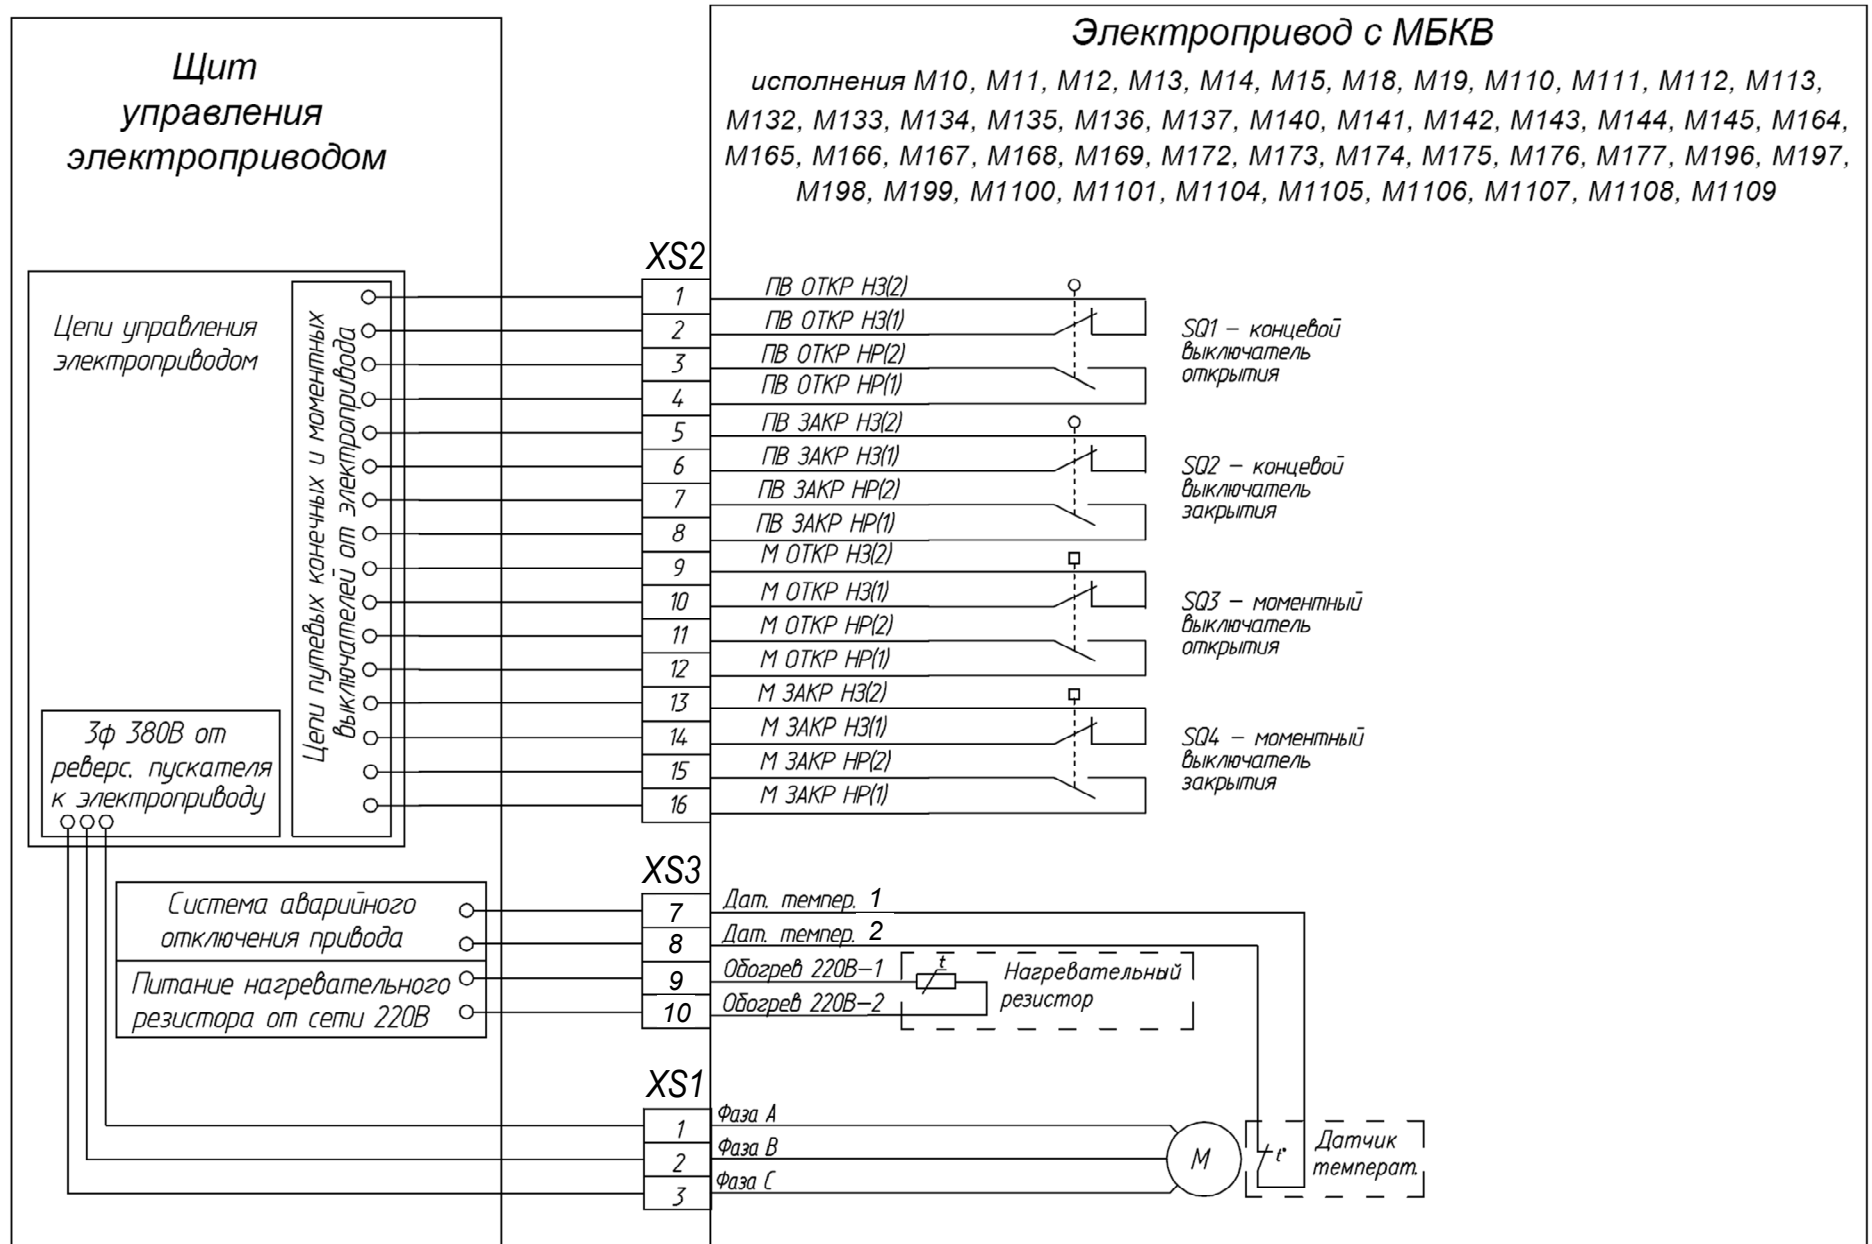 Щит
управления
электроприводом
Электропривод с МБКВ
исполнения М10, М11, М12, М13, М14, М15, М18, М19, М110, М111, М112, М113,
М132, М133, М134, М135, М136, М137, М140, М141, М142, М143, М144, М145, М164,
М165, М166, М167, М168, М169, М172, М173, М174, М175, М176, М177, М196, М197,
М198, М199, М1100, М1101, М1104, М1105, М1106, М1107, М1108, М1109
Цепи управления
электроприводом
Цепи путевых конечных и моментных
выключателей от электропривода
3ф 380В от
реверс. пускателя
к электроприводу
XS2
1 ПВ ОТКР НЗ(2)
2 ПВ ОТКР НЗ(1)
3 ПВ ОТКР НР(2)
4 ПВ ОТКР НР(1)
SQ1 – концевой
выключатель
открытия
5 ПВ ЗАКР НЗ(2)
6 ПВ ЗАКР НЗ(1)
7 ПВ ЗАКР НР(2)
8 ПВ ЗАКР НР(1)
SQ2 – концевой
выключатель
закрытия
9 М ОТКР НЗ(2)
10 М ОТКР НЗ(1)
11 М ОТКР НР(2)
12 М ОТКР НР(1)
SQ3 – моментный
выключатель
открытия
13 М ЗАКР НЗ(2)
14 М ЗАКР НЗ(1)
15 М ЗАКР НР(2)
16 М ЗАКР НР(1)
SQ4 – моментный
выключатель
закрытия
Система аварийного
отключения привода
Питание нагревательного
резистора от сети 220В
XS3
7 Дат. темпер. 1
8 Дат. темпер. 2
9 Обогрев 220В–1
10 Обогрев 220В–2
t
Нагревательный
резистор
XS1
1 Фаза А
2 Фаза В
3 Фаза С
М
t°
Датчик
температ.